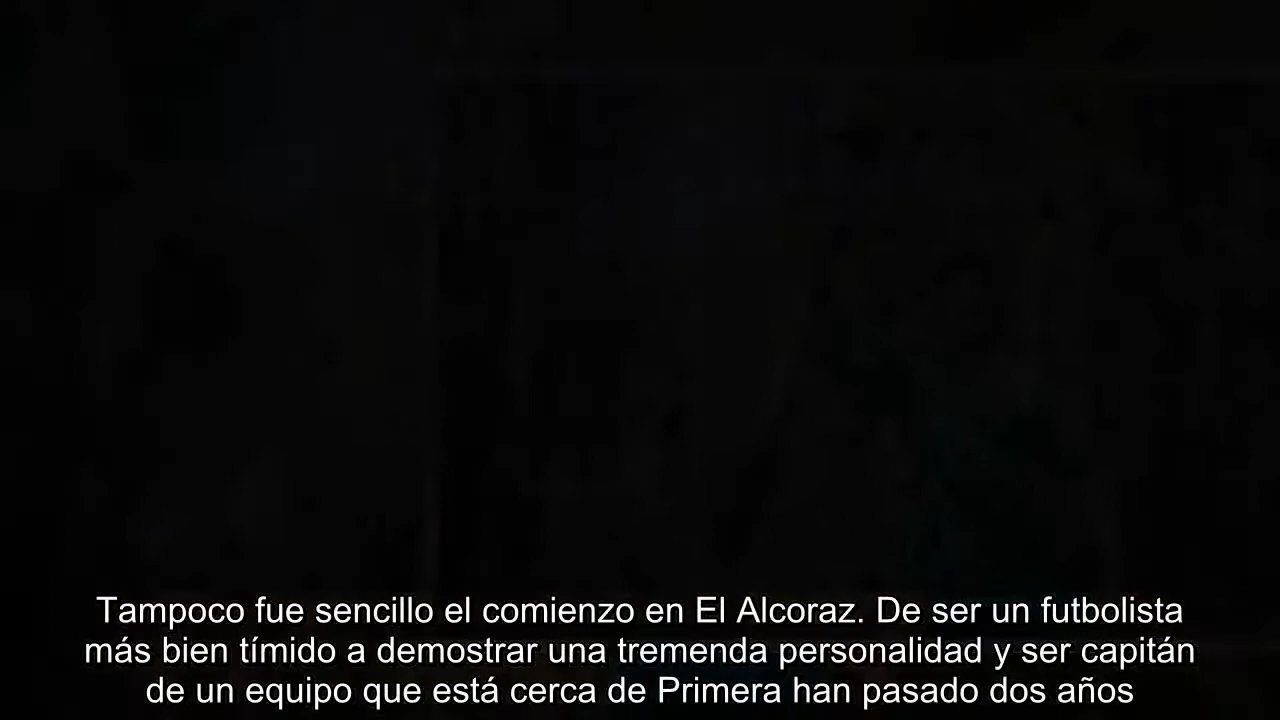 Tampoco fue sencillo el comienzo en El Alcoraz. De ser un futbolista
más bien tímido a demostrar una tremenda personalidad y ser capitán
de un equipo que está cerca de Primera han pasado dos años